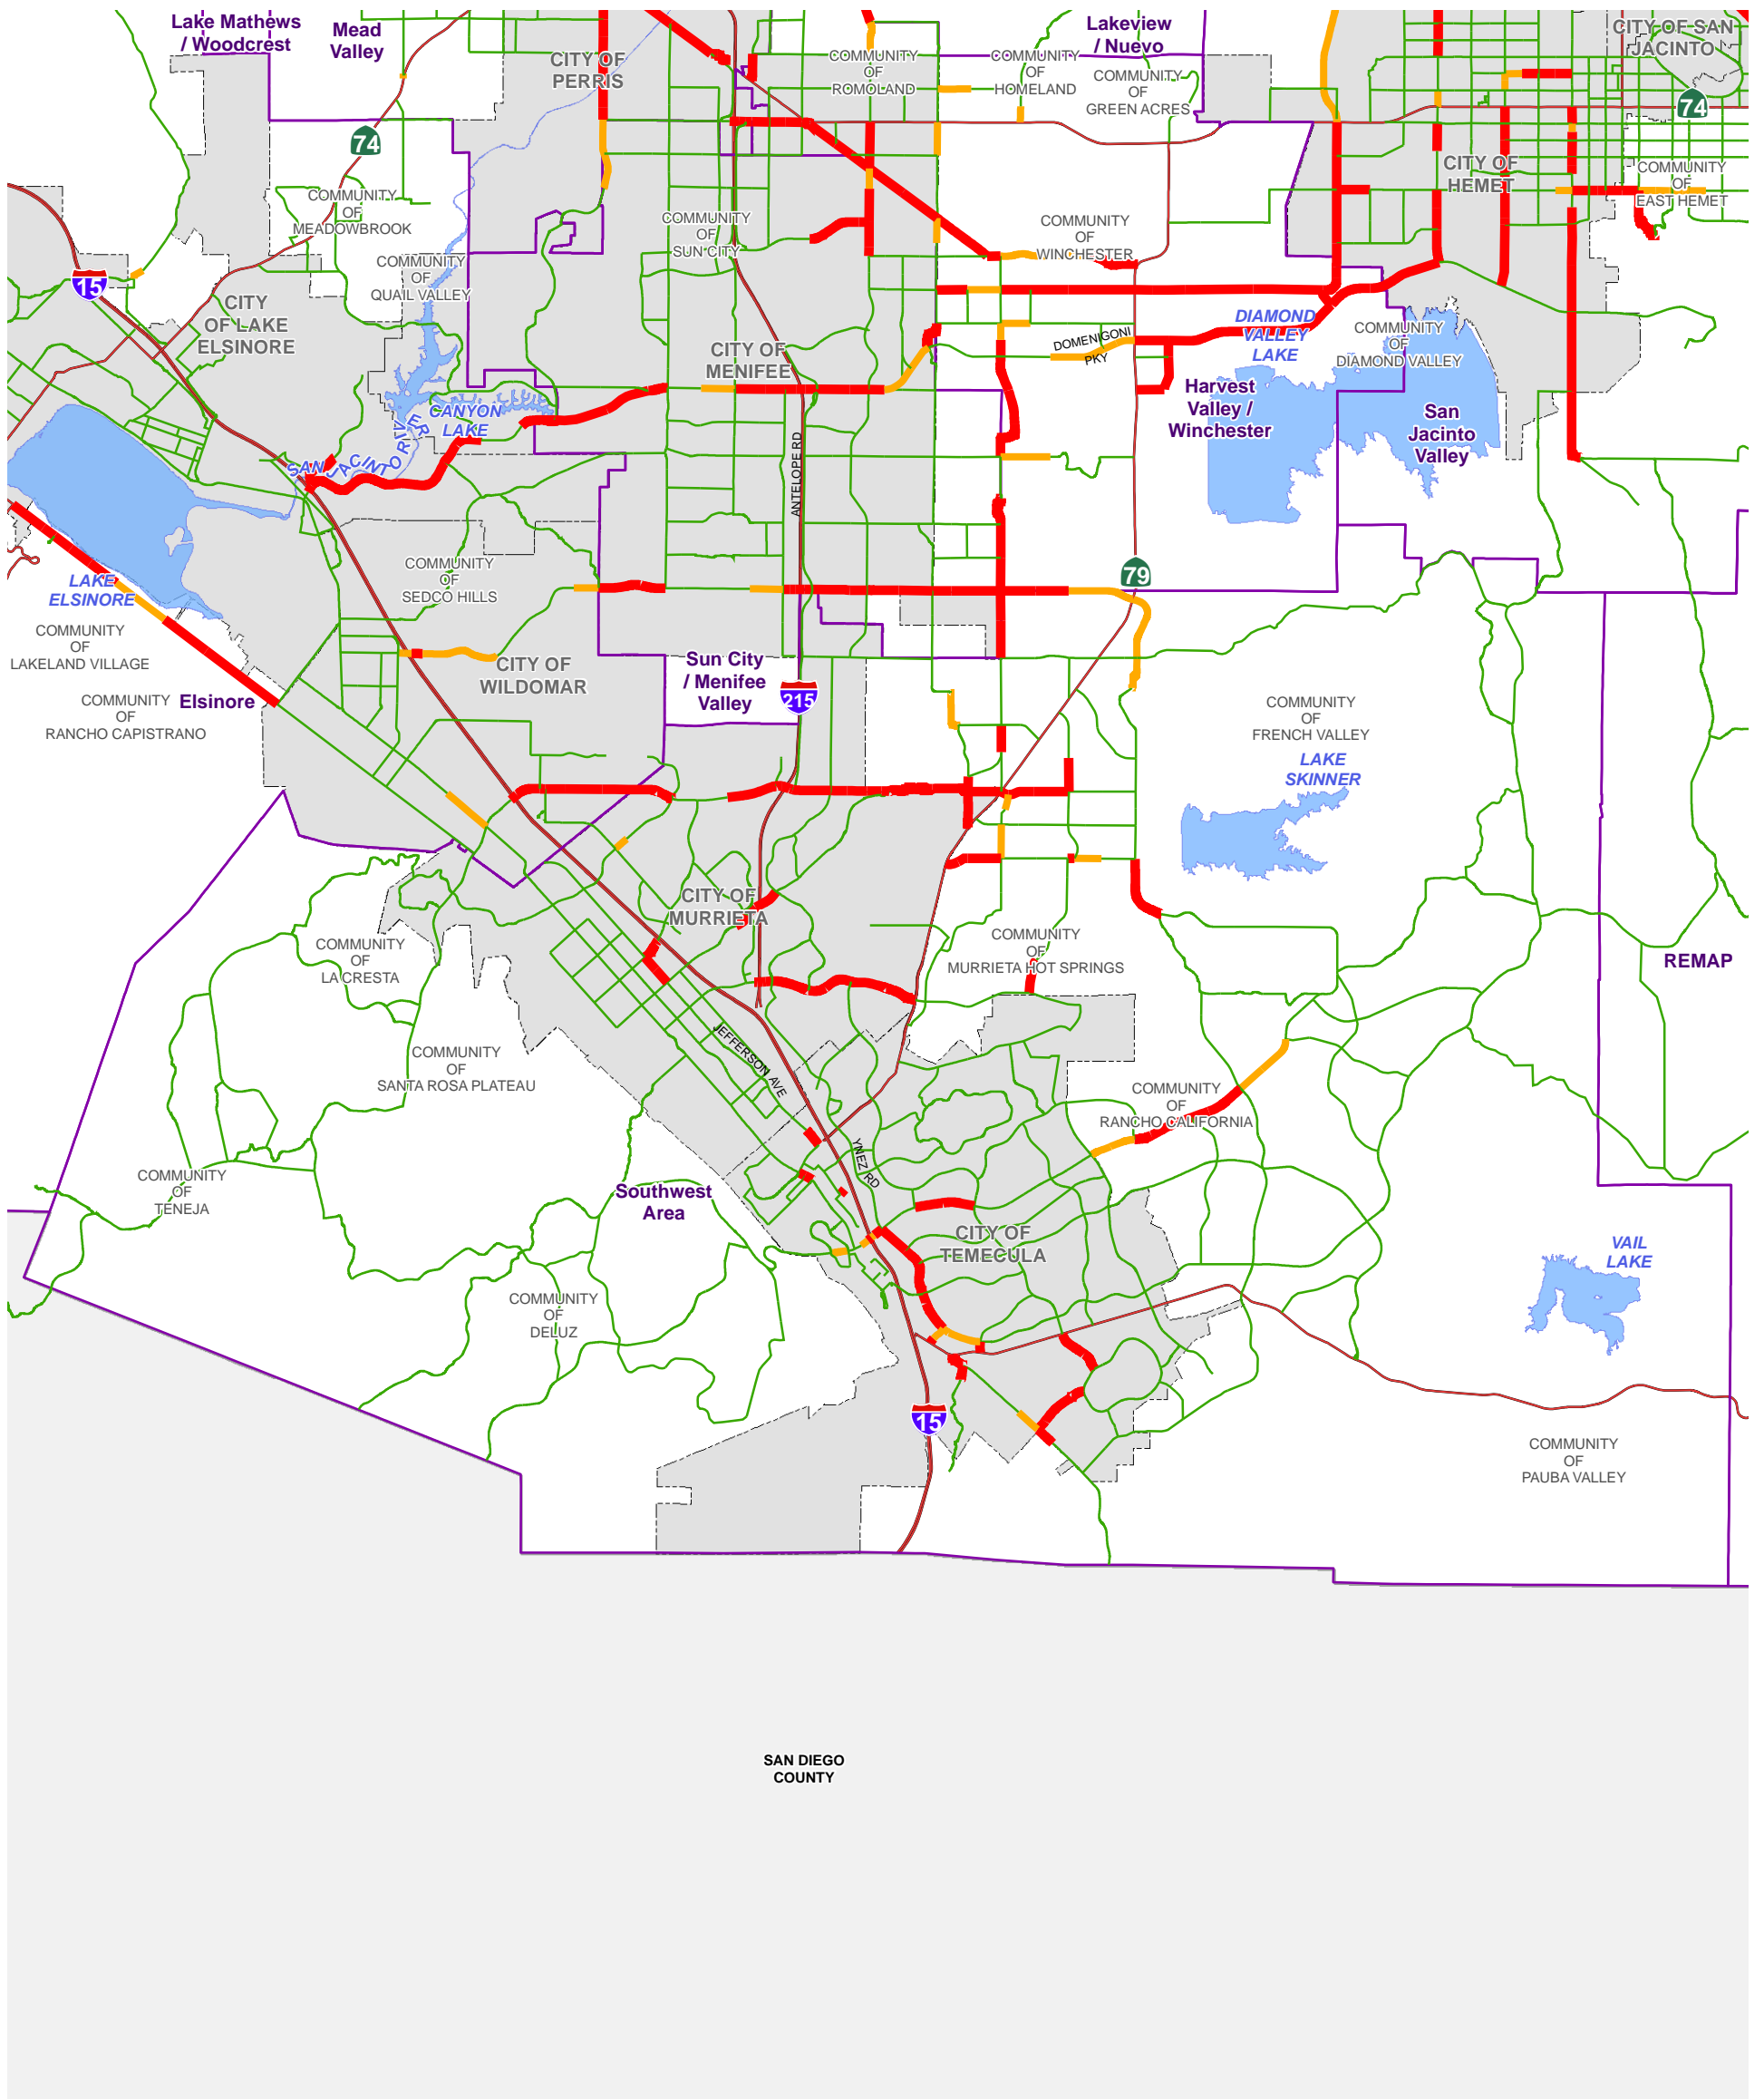 Lake Mathews
/ Woodcrest
Mead
Valley
CITY OF
PERRIS
COMMUNITY
OF
ROMOLAND
Lakeview
/ Nuevo
COMMUNITY
OF
HOMELAND
COMMUNITY
OF
GREEN ACRES
CITY OF SAN
JACINTO
74
74
CITY OF
HEMET
COMMUNITY
OF
EAST HEMET
COMMUNITY
OF
MEADOWBROOK
COMMUNITY
OF
SUN CITY
COMMUNITY
OF
WINCHESTER
COMMUNITY
OF
QUAIL VALLEY
15
CITY
OF LAKE
ELSINORE
CITY OF
MENIFEE
DOMENIGONI
PKY
DIAMOND
VALLEY
LAKE
COMMUNITY
OF
DIAMOND VALLEY
Harvest
Valley /
Winchester
San
Jacinto
Valley
CANYON
LAKE
SAN JACINTO RIVER
ANTELOPE RD
COMMUNITY
OF
SEDCO HILLS
79
LAKE
ELSINORE
COMMUNITY
OF
LAKELAND VILLAGE
CITY OF
WILDOMAR
Sun City
/ Menifee
Valley
215
COMMUNITY
OF
RANCHO CAPISTRANO
Elsinore
COMMUNITY
OF
FRENCH VALLEY
LAKE
SKINNER
CITY OF
MURRIETA
COMMUNITY
OF
LA CRESTA
COMMUNITY
OF
MURRIETA HOT SPRINGS
REMAP
COMMUNITY
OF
SANTA ROSA PLATEAU
JEFFERSON AVE
COMMUNITY
OF
RANCHO CALIFORNIA
YNEZ RD
COMMUNITY
OF
TENEJA
Southwest
Area
CITY OF
TEMECULA
VAIL
LAKE
COMMUNITY
OF
DELUZ
15
COMMUNITY
OF
PAUBA VALLEY
SAN DIEGO
COUNTY